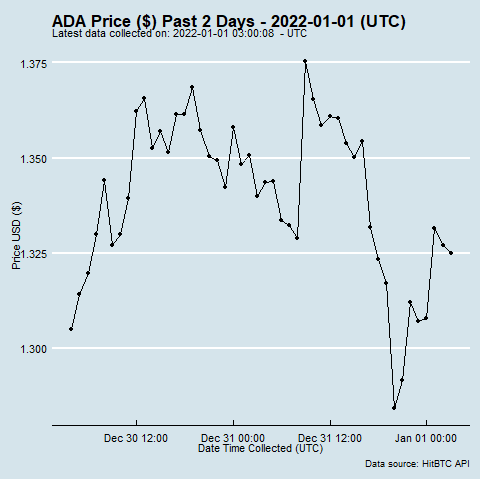 ADA Price ($) Past 2 Days - 2022-01-01 (UTC)
Latest data collected on: 2022-01-01 03:00:08 - UTC
1.375
1.350
1.325
1.300
Price USD ($)
Dec 30 12:00 Dec 31 00:00 Dec 31 12:00 Jan 01 00:00
Date Time Collected (UTC)
Data source: HitBTC API